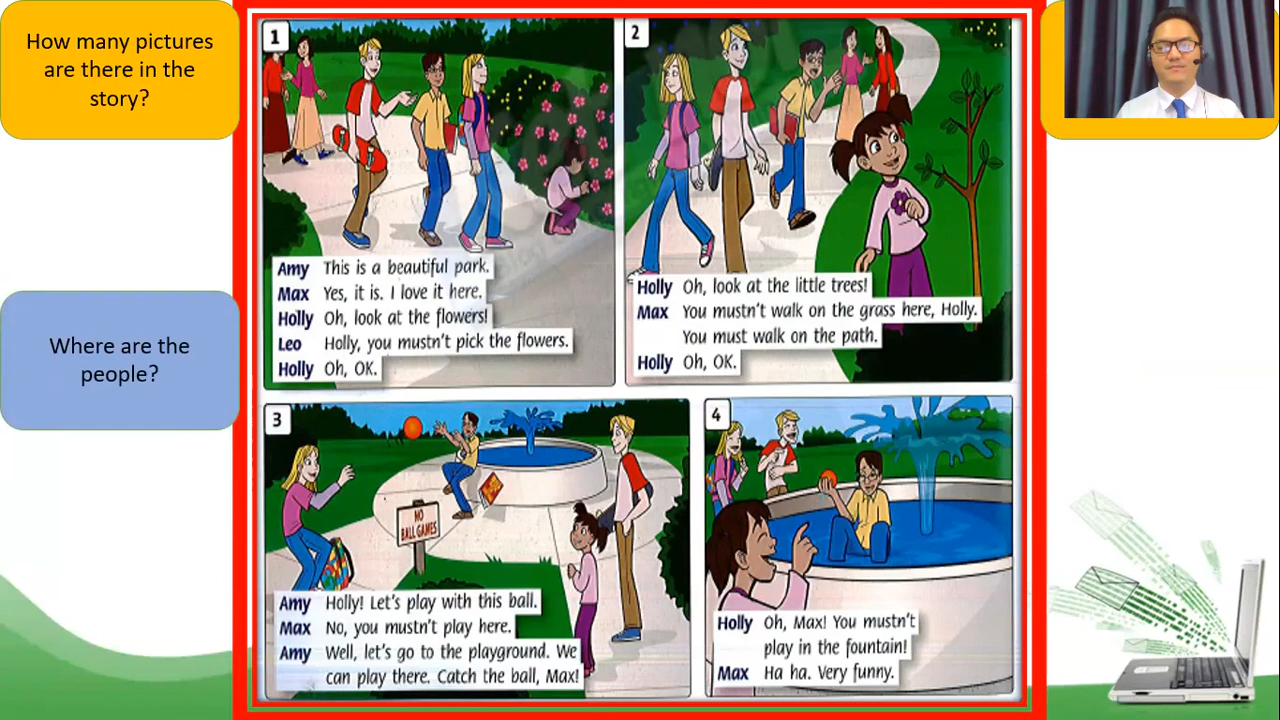 How many pictures
are there in the
story?
Where are the
people?
1
Amy This is a beautiful park.
Max Yes, it is. I love it here.
Holly Oh, look at the flowers!
Leo Holly, you mustn't pick the flowers.
Holly Oh, OK.
2
Holly Oh, look at the little trees!
Max You mustn't walk on the grass here, Holly.
You must walk on the path.
Holly Oh, OK.
3
NO
BALL GAMES
Amy Holly! Let's play with this ball.
Max No, you mustn't play here.
Amy Well, let's go to the playground. We
can play there. Catch the ball, Max!
4
Holly Oh, Max! You mustn't
play in the fountain!
Max Ha ha. Very funny.